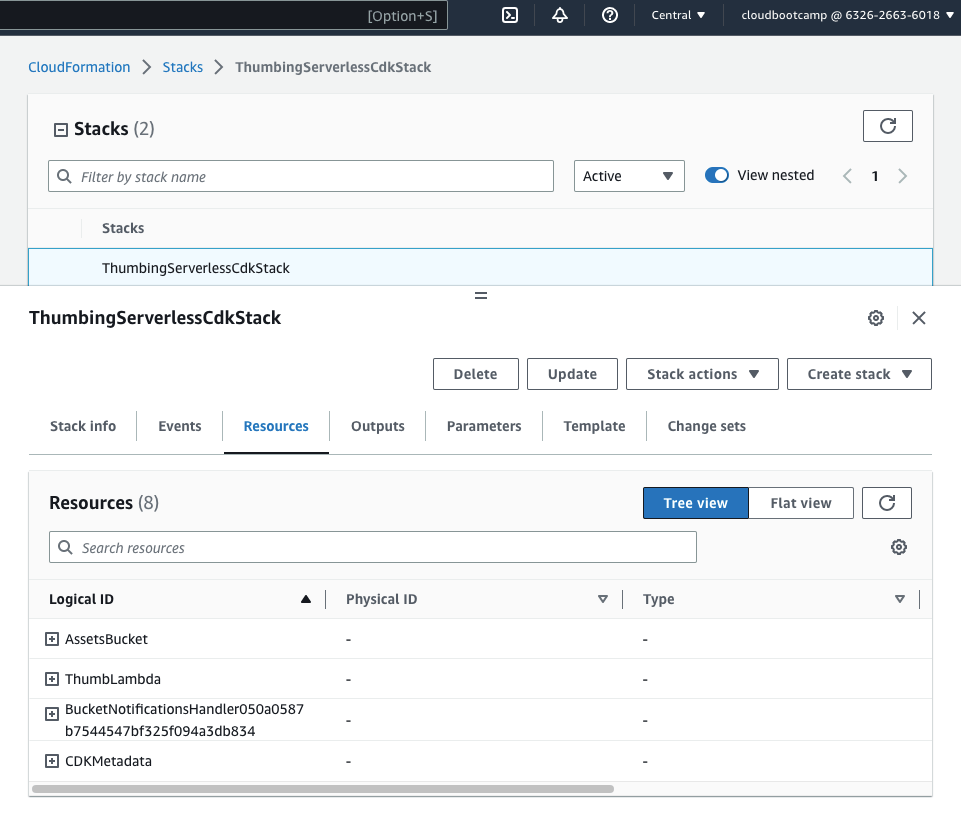 [Option+S]
Central
cloudbootcamp @ 6326-2663-6018
CloudFormation
Stacks
ThumbingServerlessCdkStack
Stacks (2)
Filter by stack name
Active
View nested
1
Stacks
ThumbingServerlessCdkStack
ThumbingServerlessCdkStack
Delete
Update
Stack actions
Create stack
Stack info
Events
Resources
Outputs
Parameters
Template
Change sets
Resources (8)
Tree view
Flat view
Search resources
Logical ID
Physical ID
Type
AssetsBucket
-
-
ThumbLambda
-
-
BucketNotificationsHandler050a0587
b7544547bf325f094a3db834
-
-
CDKMetadata
-
-